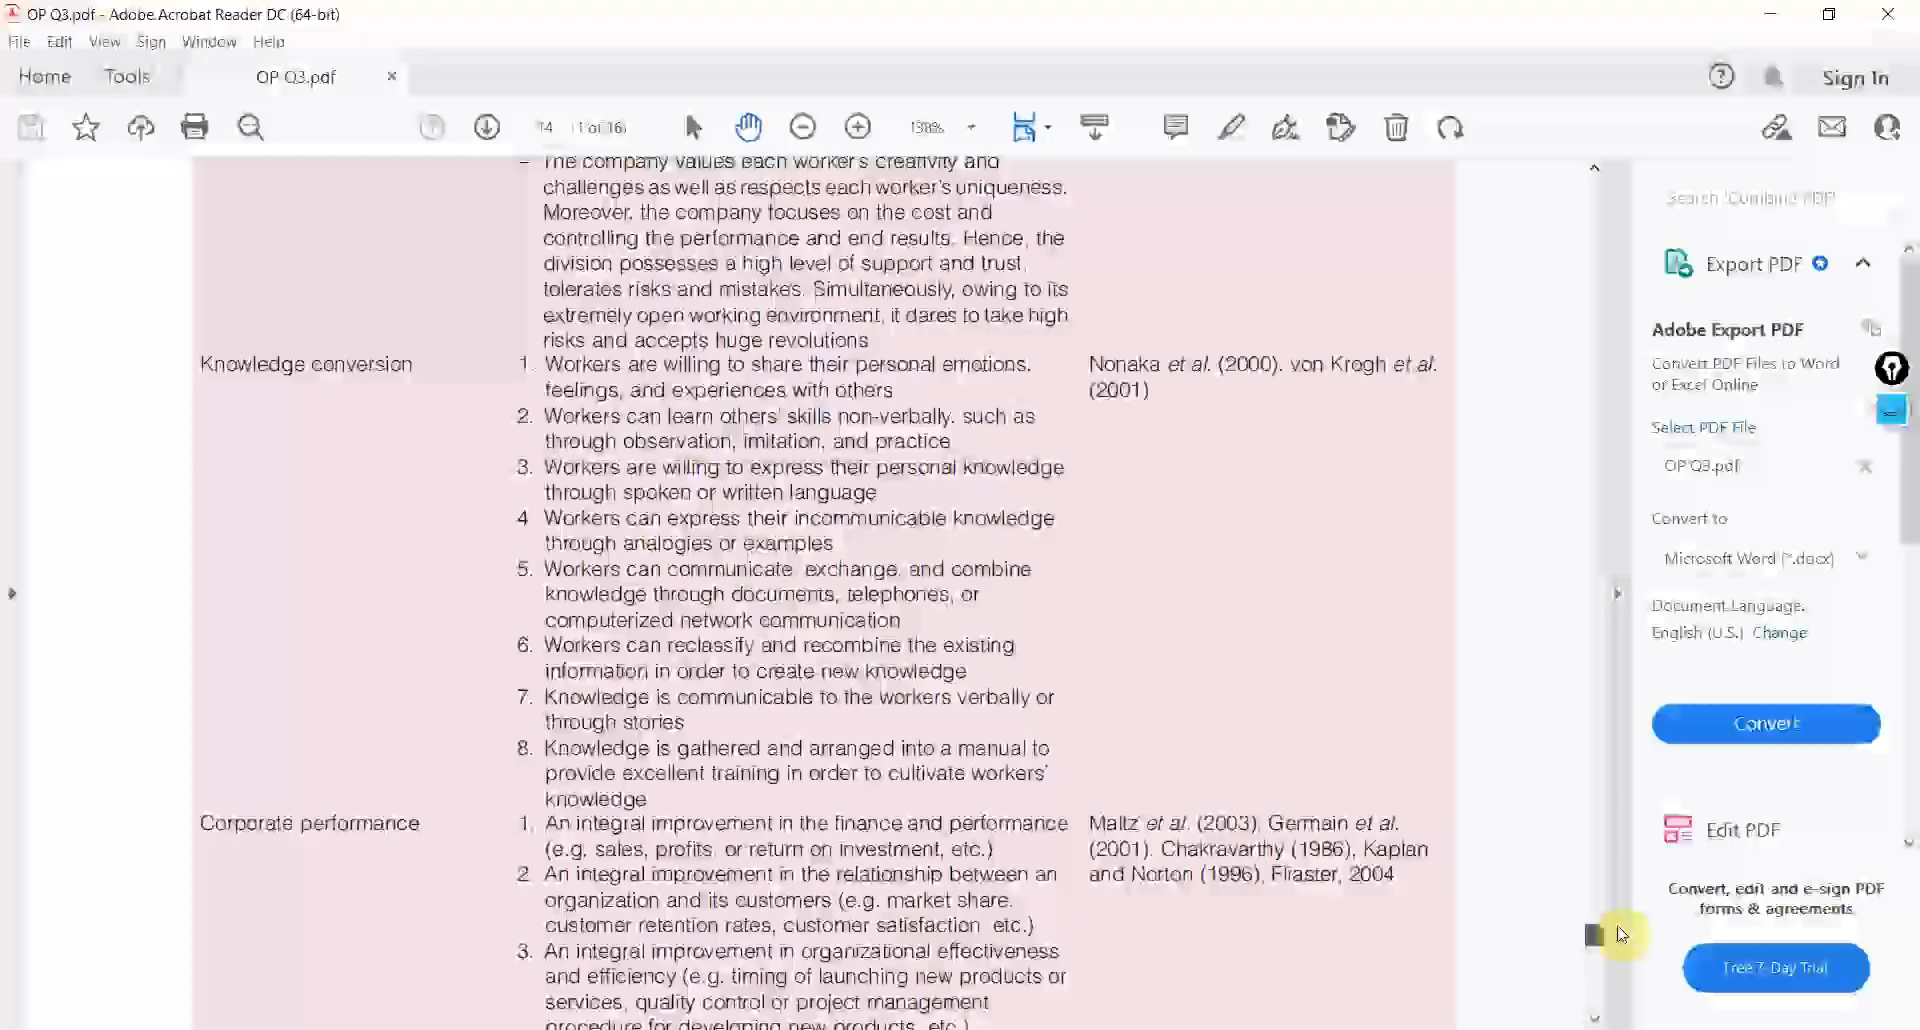 OP Q3.pdf - Adobe Acrobat Reader DC (64-bit)
File Edit View Sign Window Help
Home Tools OP Q3.pdf × Sign In
14 (1 of 16) 138%
– The company values each worker's creativity and
challenges as well as respects each worker's uniqueness.
Moreover, the company focuses on the cost and
controlling the performance and end results. Hence, the
division possesses a high level of support and trust,
tolerates risks and mistakes. Simultaneously, owing to its
extremely open working environment, it dares to take high
risks and accepts huge revolutions
Knowledge conversion
1. Workers are willing to share their personal emotions,
feelings, and experiences with others
2. Workers can learn others' skills non-verbally, such as
through observation, imitation, and practice
3. Workers are willing to express their personal knowledge
through spoken or written language
4 Workers can express their incommunicable knowledge
through analogies or examples
5. Workers can communicate, exchange, and combine
knowledge through documents, telephones, or
computerized network communication
6. Workers can reclassify and recombine the existing
information in order to create new knowledge
7. Knowledge is communicable to the workers verbally or
through stories
8. Knowledge is gathered and arranged into a manual to
provide excellent training in order to cultivate workers'
knowledge
Nonaka et al. (2000), von Krogh et al.
(2001)
Corporate performance
1. An integral improvement in the finance and performance
(e.g. sales, profits, or return on investment, etc.)
2 An integral improvement in the relationship between an
organization and its customers (e.g. market share,
customer retention rates, customer satisfaction, etc.)
3. An integral improvement in organizational effectiveness
and efficiency (e.g. timing of launching new products or
services, quality control or project management
procedure for developing new products, etc.)
Maltz et al. (2003), Germain et al.
(2001), Chakravarthy (1986), Kaplan
and Norton (1996), Fliaster, 2004
Search 'Combine PDF'
Export PDF
Adobe Export PDF
Convert PDF Files to Word
or Excel Online
Select PDF File
OP Q3.pdf ×
Convert to
Microsoft Word (*.docx)
Document Language:
English (U.S.) Change
Convert
Edit PDF
Convert, edit and e-sign PDF
forms & agreements
Free 7-Day Trial